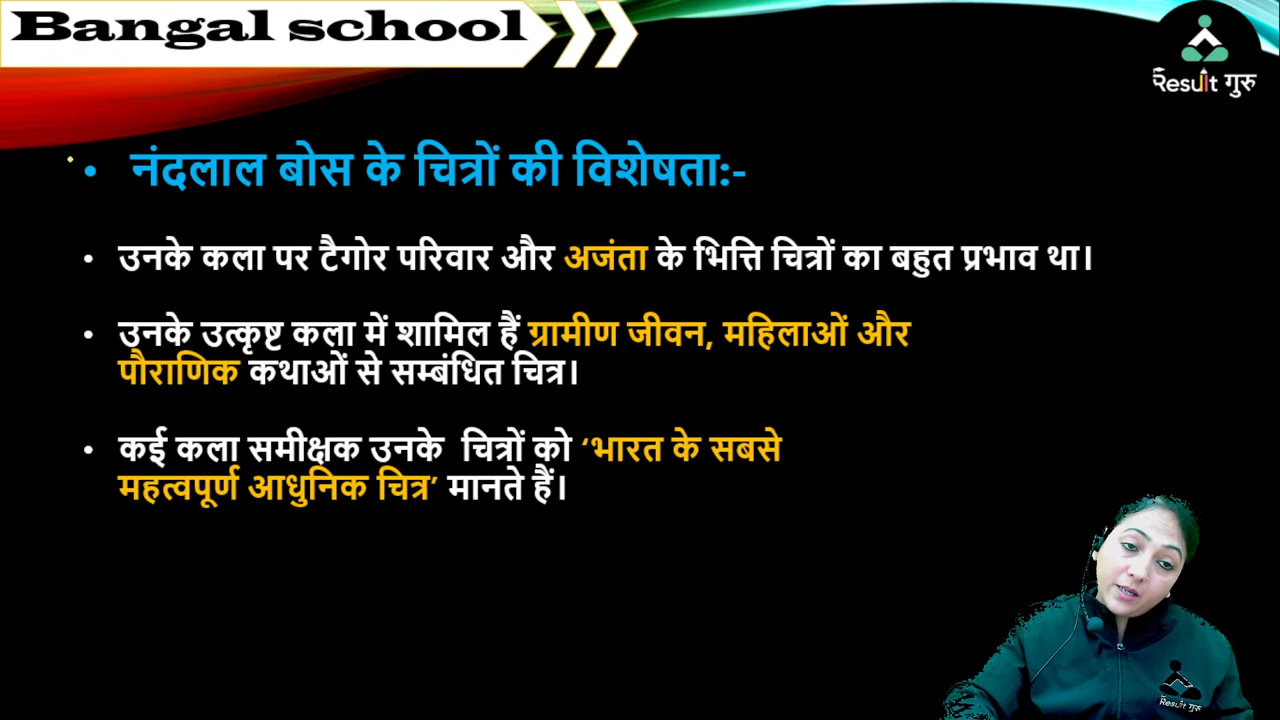 Bangal school
Result गुरु
• नंदलाल बोस के चित्रों की विशेषता:-
• उनके कला पर टैगोर परिवार और अजंता के भित्ति चित्रों का बहुत प्रभाव था।
• उनके उत्कृष्ट कला में शामिल हैं ग्रामीण जीवन, महिलाओं और
पौराणिक कथाओं से सम्बंधित चित्र।
• कई कला समीक्षक उनके चित्रों को ‘भारत के सबसे
महत्वपूर्ण आधुनिक चित्र’ मानते हैं।
Result गुरु